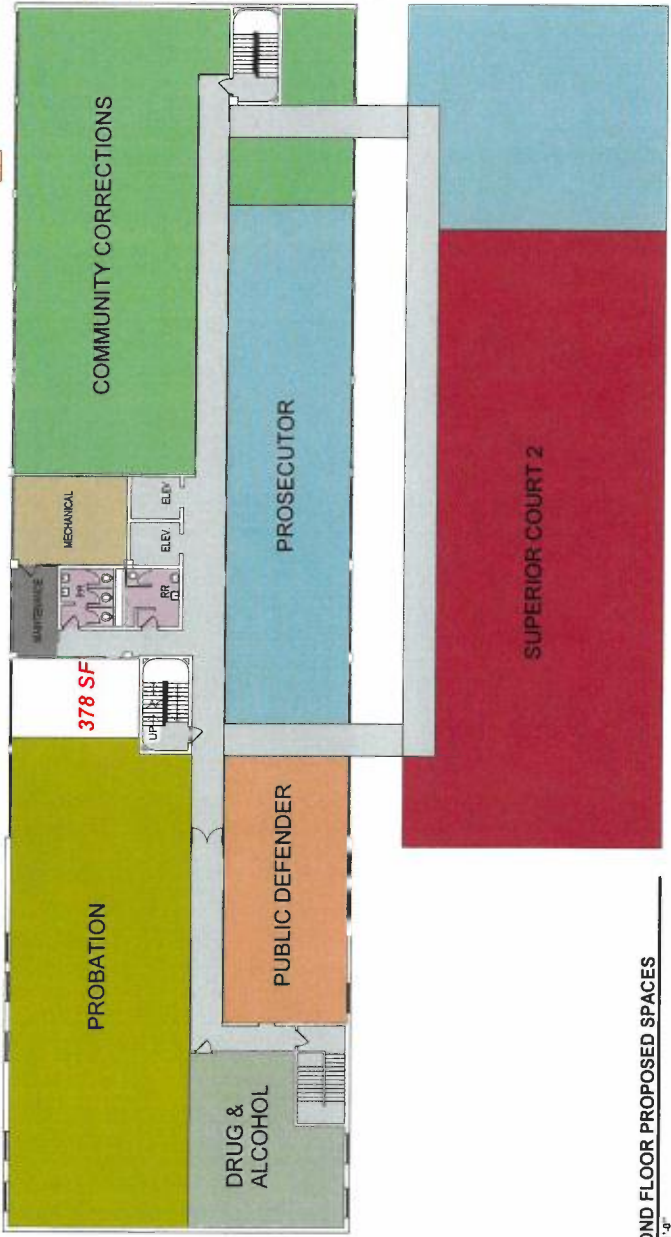 COMMUNITY CORRECTIONS
MECHANICAL
ELEV.
ELEV
MAINTENANCE
RR
RR
378 SF
UP
PROBATION
PROSECUTOR
PUBLIC DEFENDER
DRUG &
ALCOHOL
SUPERIOR COURT 2
OND FLOOR PROPOSED SPACES